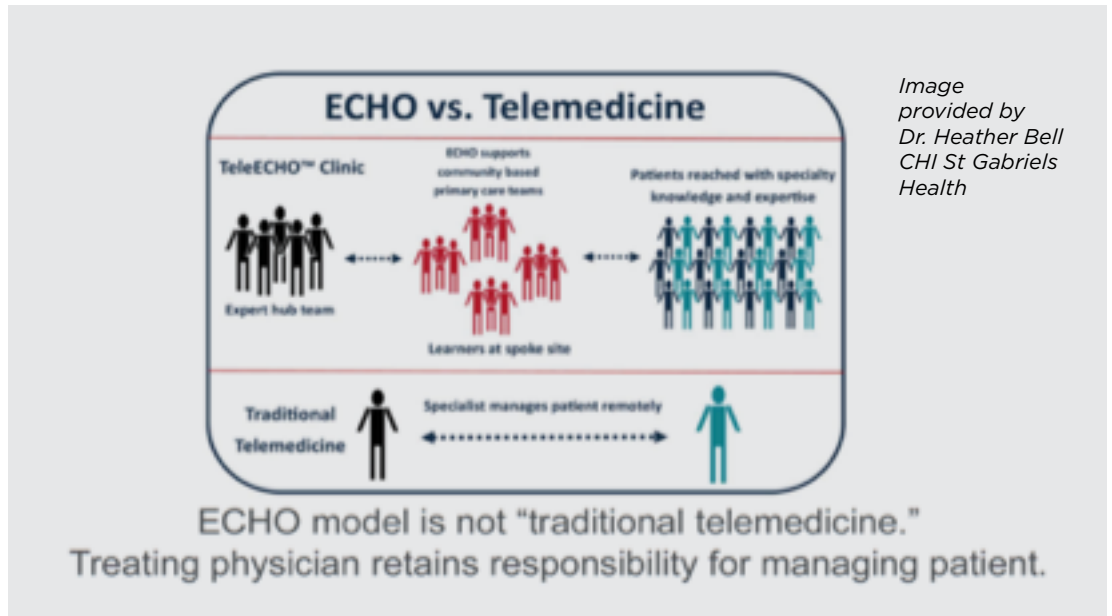 ECHO vs. Telemedicine
TeleECHO™ Clinic
Expert hub team
ECHO supports
community based
primary care teams
Learners at spoke site
Patients reached with specialty
knowledge and expertise
Traditional
Telemedicine
Specialist manages patient remotely
ECHO model is not “traditional telemedicine.”
Treating physician retains responsibility for managing patient.
Image
provided by
Dr. Heather Bell
CHI St Gabriels
Health